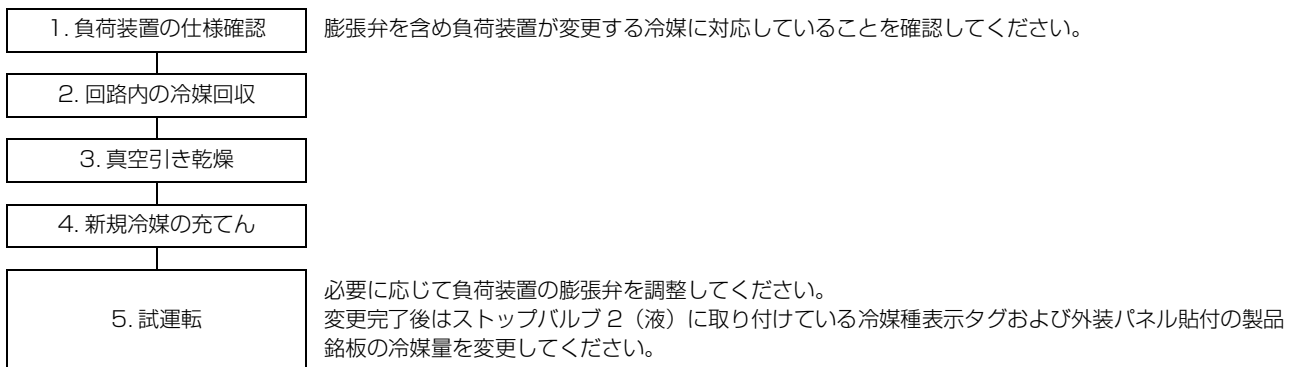 1. 負荷装置の仕様確認
膨張弁を含め負荷装置が変更する冷媒に対応していることを確認してください。
2. 回路内の冷媒回収
3. 真空引き乾燥
4. 新規冷媒の充てん
5. 試運転
必要に応じて負荷装置の膨張弁を調整してください。
変更完了後はストップバルブ 2（液）に取り付けている冷媒種表示タグおよび外装パネル貼付の製品
銘板の冷媒量を変更してください。